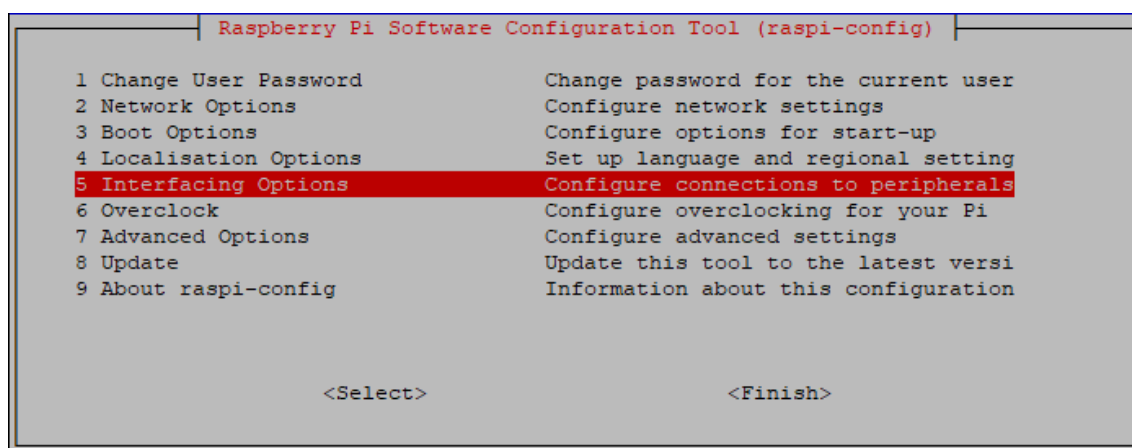 Raspberry Pi Software Configuration Tool (raspi-config)
1 Change User Password Change password for the current user
2 Network Options Configure network settings
3 Boot Options Configure options for start-up
4 Localisation Options Set up language and regional setting
5 Interfacing Options Configure connections to peripherals
6 Overclock Configure overclocking for your Pi
7 Advanced Options Configure advanced settings
8 Update Update this tool to the latest versi
9 About raspi-config Information about this configuration
<Select> <Finish>